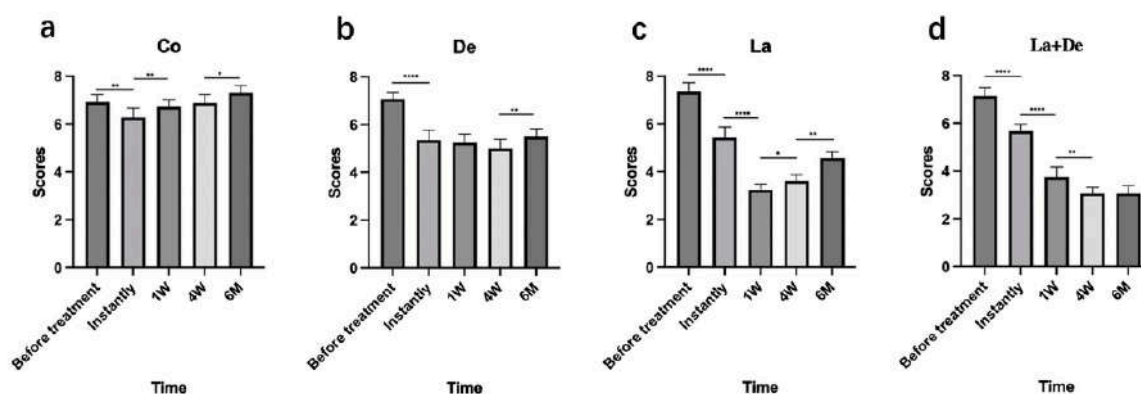 a
Co
**
**
*
Scores
8
6
4
2
0
Before treatment
Instantly
1W
4W
6M
Time
b
De
****
**
Scores
8
6
4
2
0
Before treatment
Instantly
1W
4W
6M
Time
c
La
****
****
*
**
Scores
8
6
4
2
0
Before treatment
Instantly
1W
4W
6M
Time
d
La+De
****
****
**
Scores
8
6
4
2
0
Before treatment
Instantly
1W
4W
6M
Time